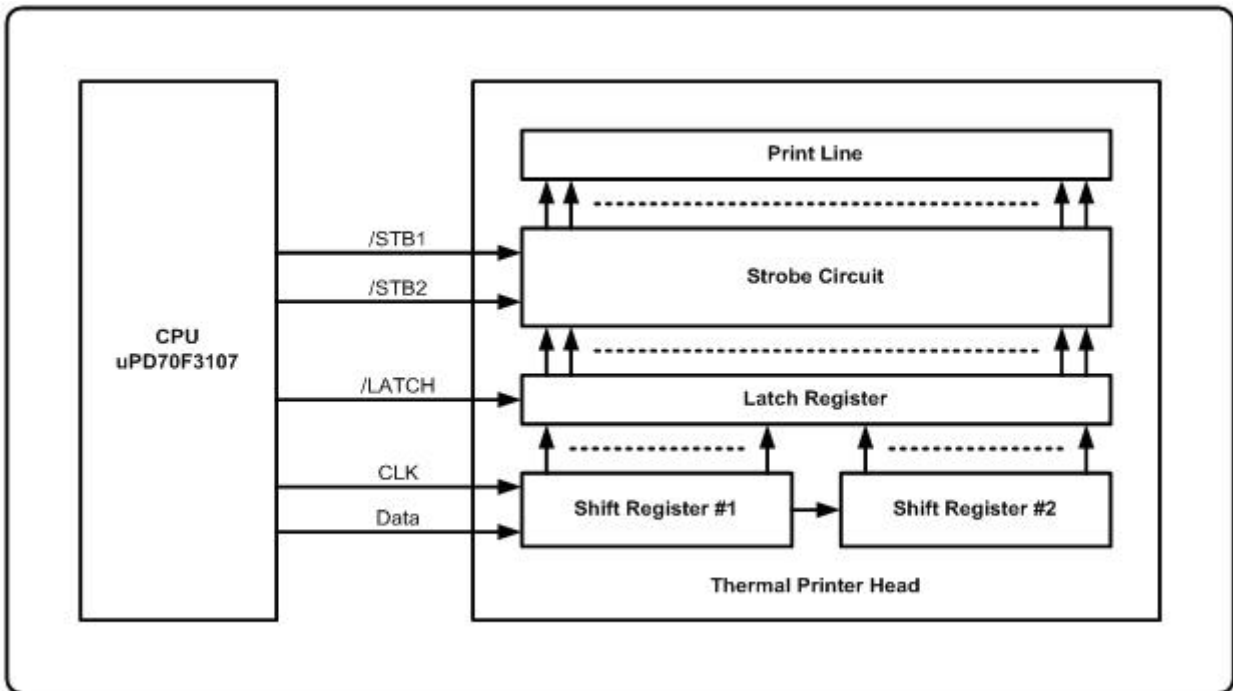 Print Line
/STB1
Strobe Circuit
/STB2
CPU
uPD70F3107
/LATCH
Latch Register
CLK
Shift Register #1
Shift Register #2
Data
Thermal Printer Head